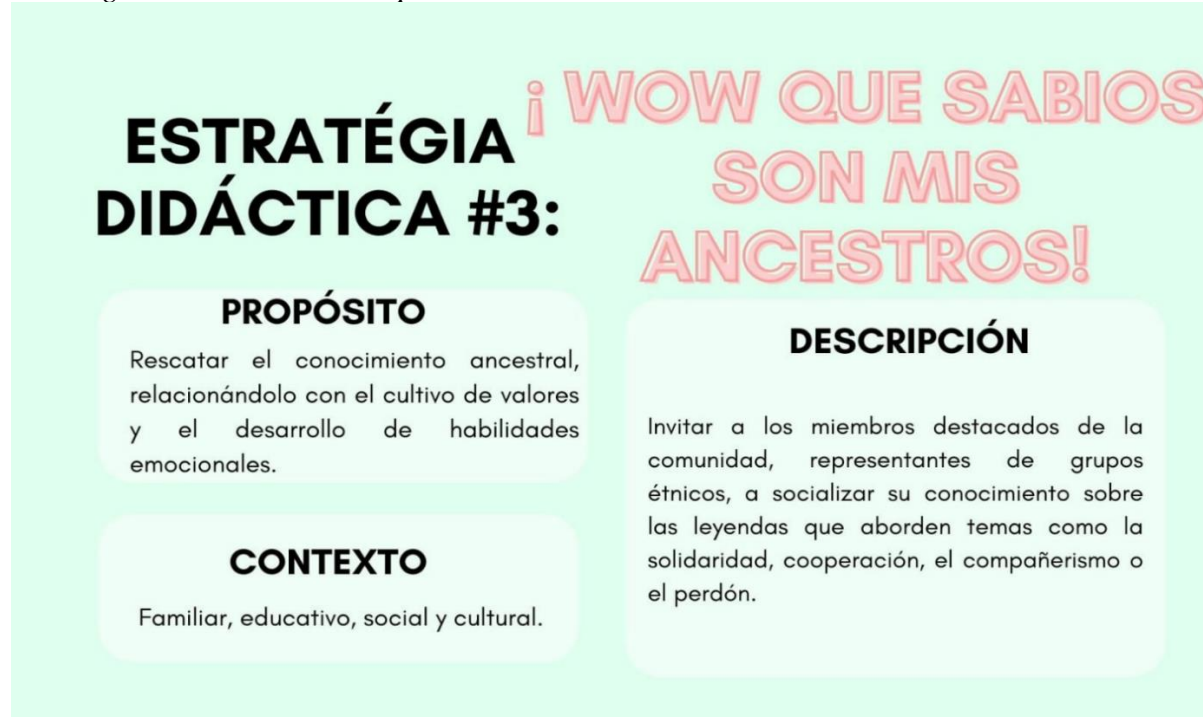 ESTRATÉGIA
DIDÁCTICA #3:
¡ WOW QUE SABIOS
SON MIS
ANCESTROS!
PROPÓSITO
Rescatar el conocimiento ancestral,
relacionándolo con el cultivo de valores
y el desarrollo de habilidades
emocionales.
CONTEXTO
Familiar, educativo, social y cultural.
DESCRIPCIÓN
Invitar a los miembros destacados de la
comunidad, representantes de grupos
étnicos, a socializar su conocimiento sobre
las leyendas que aborden temas como la
solidaridad, cooperación, el compañerismo o
el perdón.